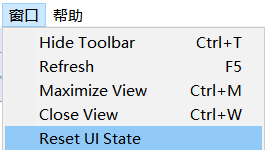 窗口 帮助
Hide Toolbar Ctrl+T
Refresh F5
Maximize View Ctrl+M
Close View Ctrl+W
Reset UI State